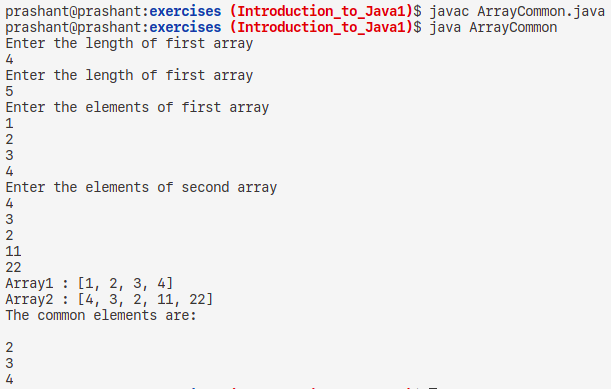 prashant@prashant:exercises (Introduction_to_Java1)$ javac ArrayCommon.java
prashant@prashant:exercises (Introduction_to_Java1)$ java ArrayCommon
Enter the length of first array
4
Enter the length of first array
5
Enter the elements of first array
1
2
3
4
Enter the elements of second array
4
3
2
11
22
Array1 : [1, 2, 3, 4]
Array2 : [4, 3, 2, 11, 22]
The common elements are:
2
3
4